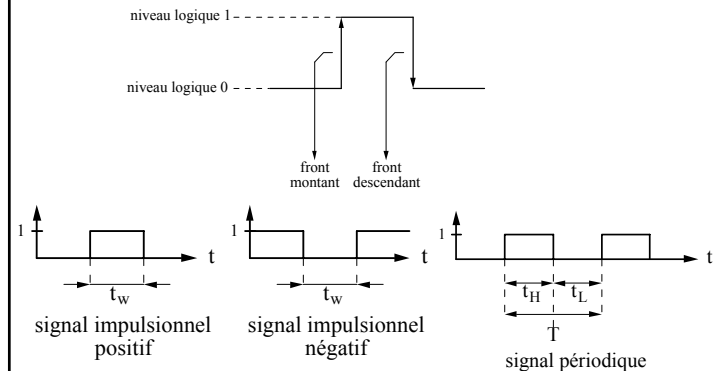 niveau logique 1
niveau logique 0
front
montant
front
descendant
1
t
t_W
signal impulsionnel
positif
1
t
t_W
signal impulsionnel
négatif
1
t
t_H
t_L
T
signal périodique